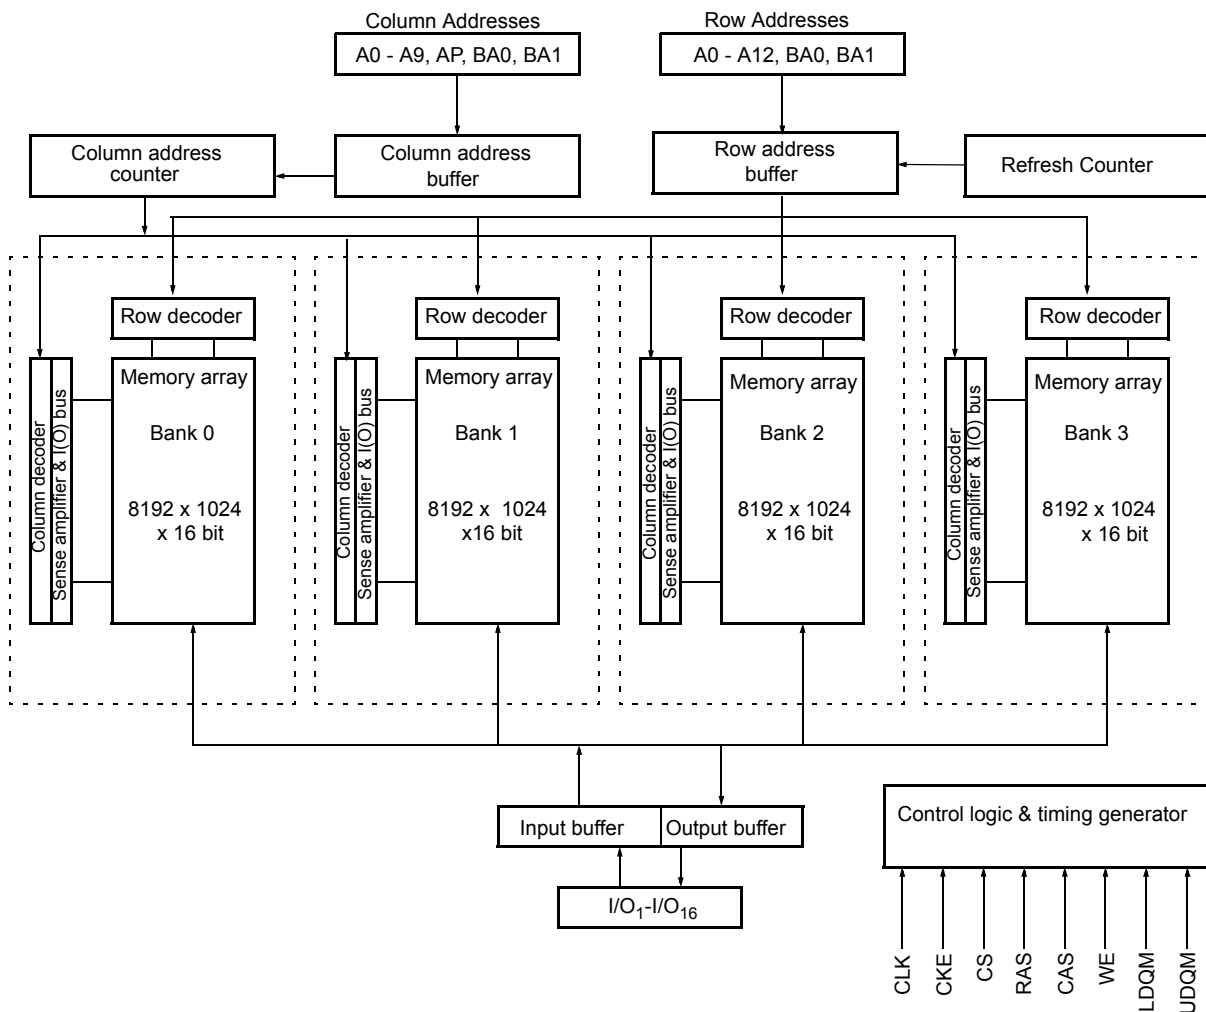 Column Addresses
A0 - A9, AP, BA0, BA1
Row Addresses
A0 - A12, BA0, BA1
Column address
counter
Column address
buffer
Row address
buffer
Refresh Counter
Row decoder
Memory array
Bank 0
8192 x 1024
x 16 bit
Column decoder
Sense amplifier & I(O) bus
Row decoder
Memory array
Bank 1
8192 x 1024
x16 bit
Column decoder
Sense amplifier & I(O) bus
Row decoder
Memory array
Bank 2
8192 x 1024
x 16 bit
Column decoder
Sense amplifier & I(O) bus
Row decoder
Memory array
Bank 3
8192 x 1024
x 16 bit
Column decoder
Sense amplifier & I(O) bus
Input buffer
Output buffer
I/O1-I/O16
Control logic & timing generator
CLK
CKE
CS
RAS
CAS
WE
LDQM
UDQM